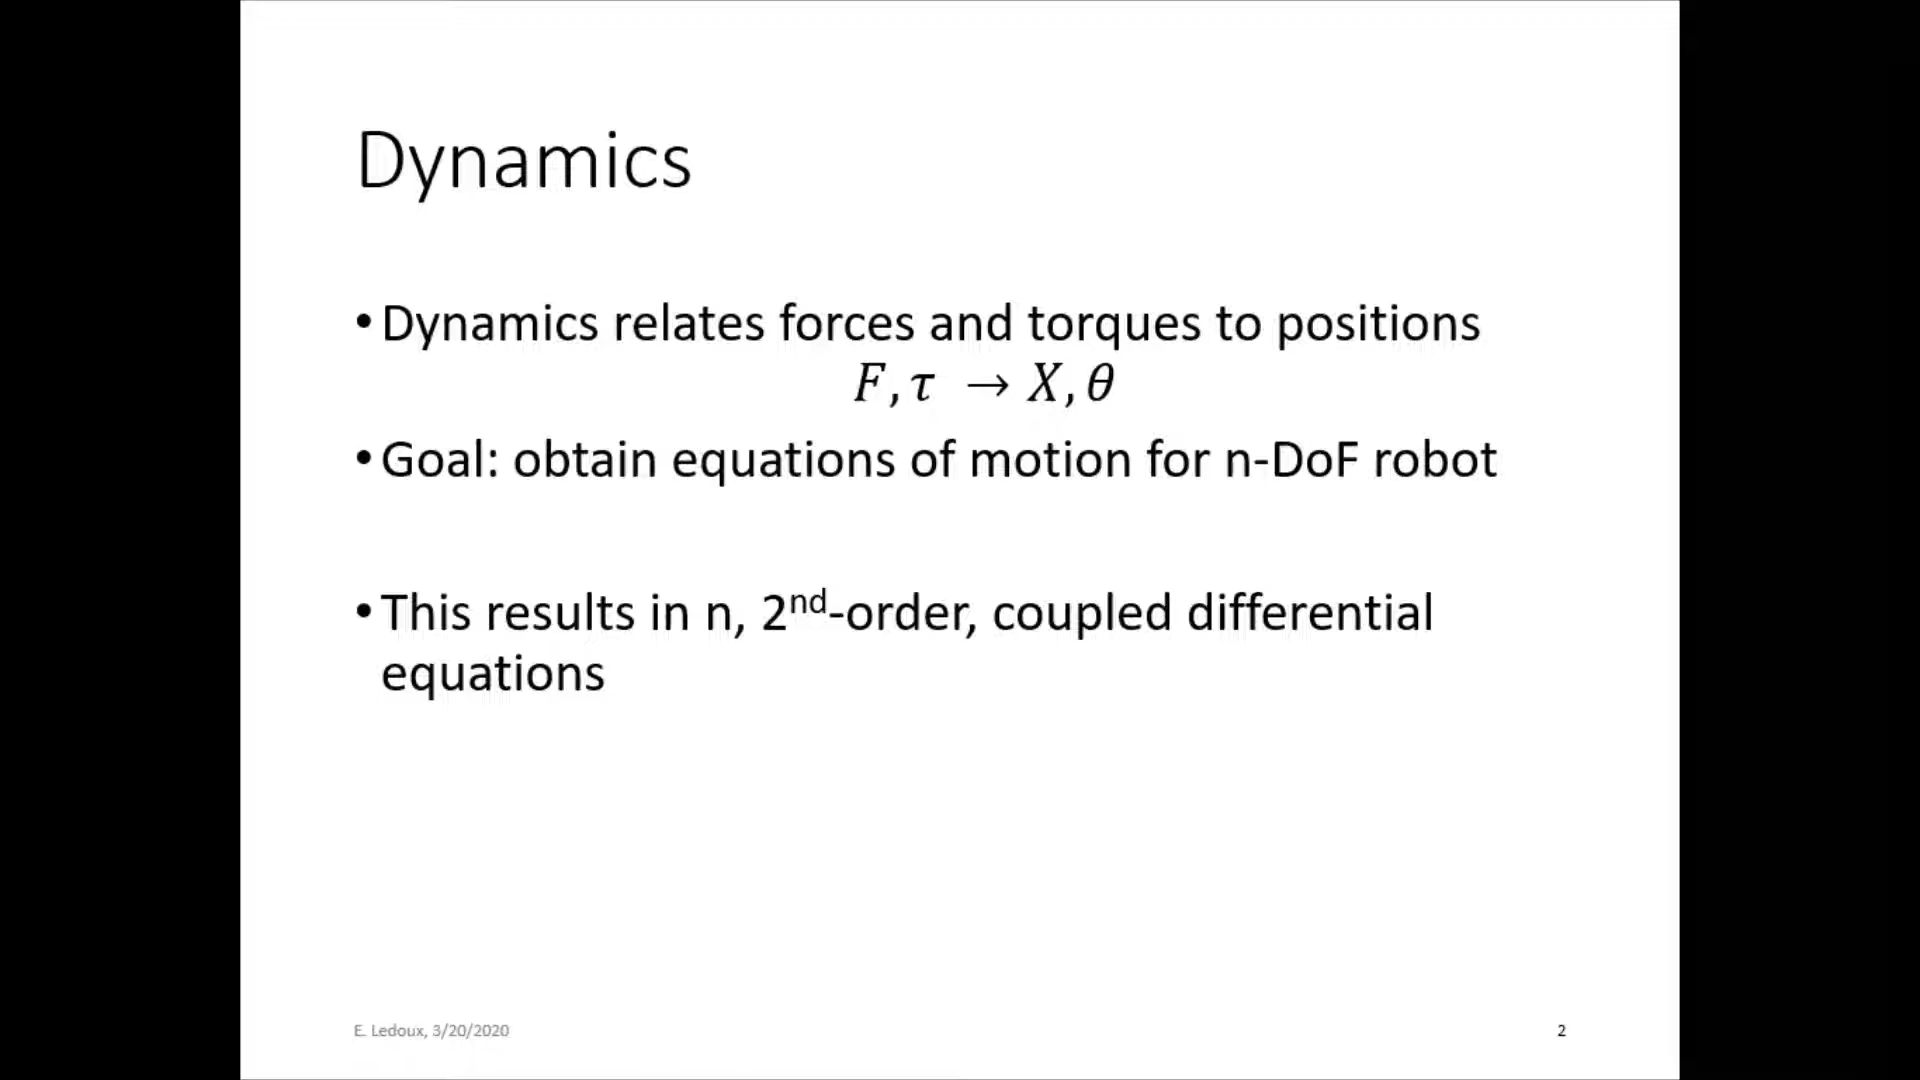 Dynamics
•Dynamics relates forces and torques to positions
F, τ → X, θ
•Goal: obtain equations of motion for n-DoF robot
•This results in n, 2nd-order, coupled differential
equations
E. Ledoux, 3/20/2020
2